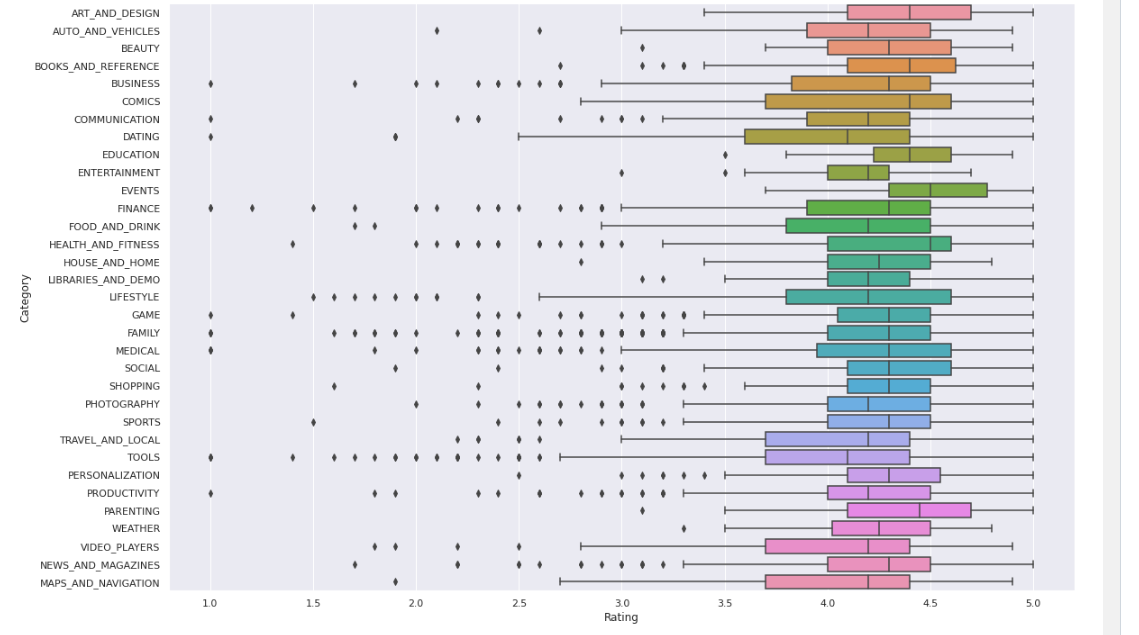 ART_AND_DESIGN
AUTO_AND_VEHICLES
BEAUTY
BOOKS_AND_REFERENCE
BUSINESS
COMICS
COMMUNICATION
DATING
EDUCATION
ENTERTAINMENT
EVENTS
FINANCE
FOOD_AND_DRINK
HEALTH_AND_FITNESS
HOUSE_AND_HOME
LIBRARIES_AND_DEMO
LIFESTYLE
GAME
FAMILY
MEDICAL
SOCIAL
SHOPPING
PHOTOGRAPHY
SPORTS
TRAVEL_AND_LOCAL
TOOLS
PERSONALIZATION
PRODUCTIVITY
PARENTING
WEATHER
VIDEO_PLAYERS
NEWS_AND_MAGAZINES
MAPS_AND_NAVIGATION
Category
1.0 1.5 2.0 2.5 3.0 3.5 4.0 4.5 5.0
Rating